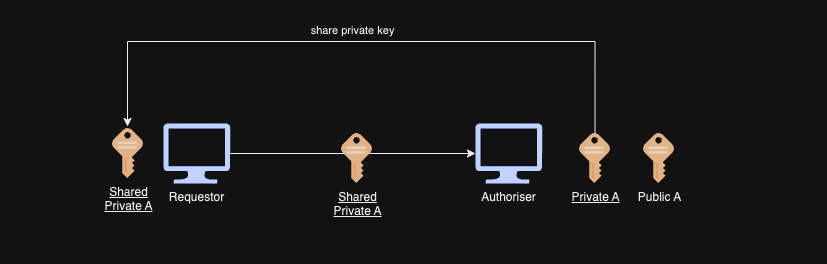 share private key
Shared
Private A
Requestor
Shared
Private A
Authoriser
Private A
Public A